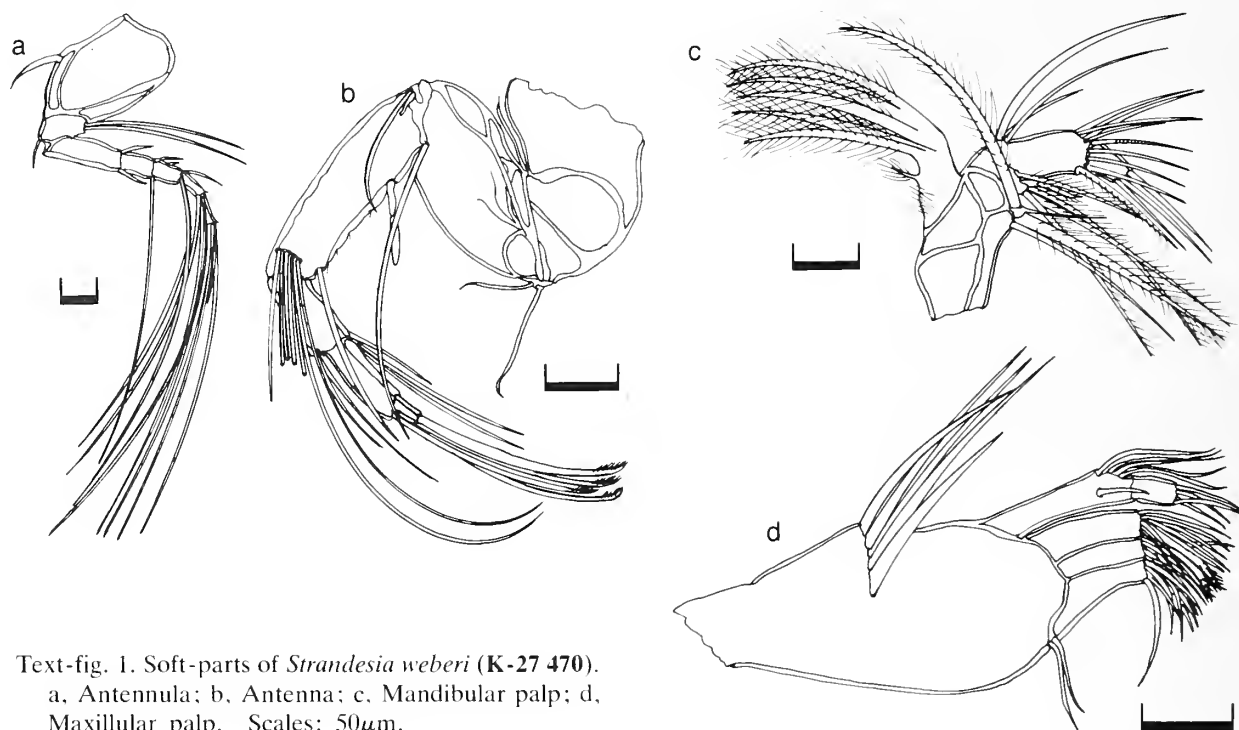 a
b
c
d
Text-fig. 1. Soft-parts of Strandesia weberi (K-27 470).
a, Antennula; b, Antenna; c, Mandibular palp; d,
Maxillular palp. Scales: 50μm.